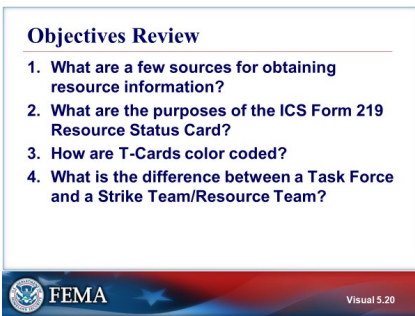 Objectives Review
1. What are a few sources for obtaining
resource information?
2. What are the purposes of the ICS Form 219
Resource Status Card?
3. How are T-Cards color coded?
4. What is the difference between a Task Force
and a Strike Team/Resource Team?
FEMA
Visual 5.20